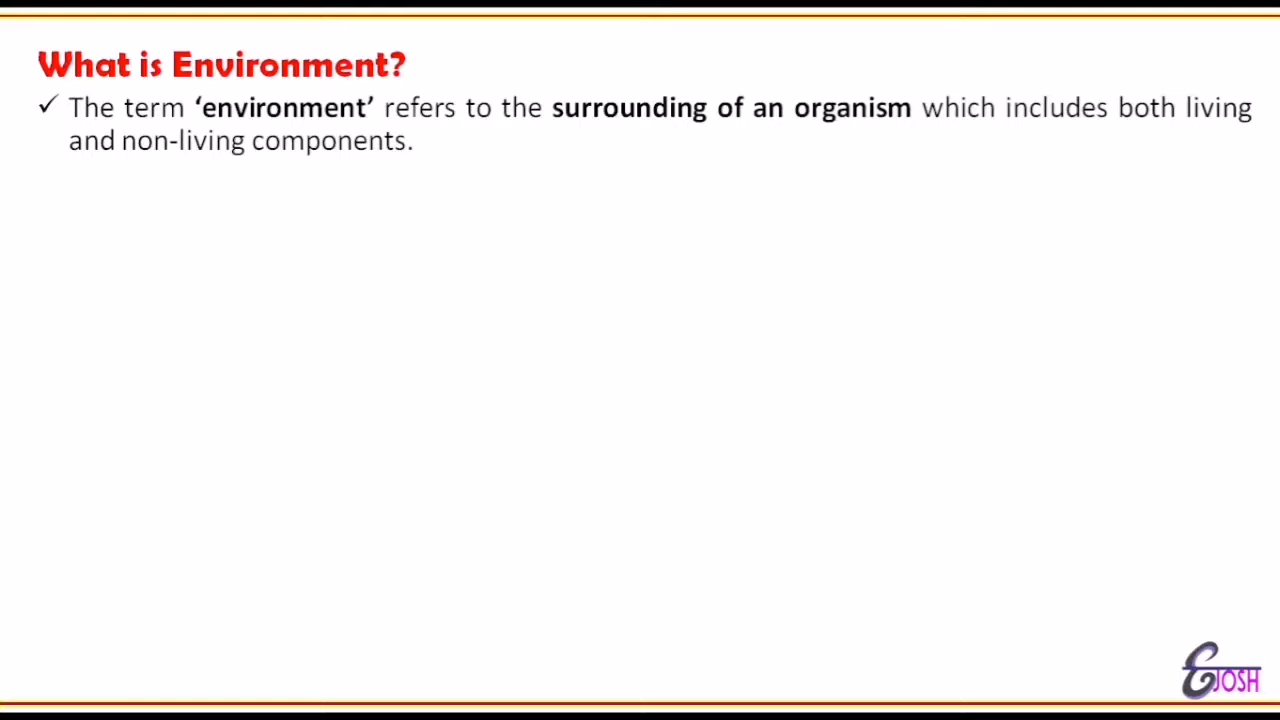 What is Environment?
✓ The term ‘environment’ refers to the surrounding of an organism which includes both living
and non-living components.
GJOSH